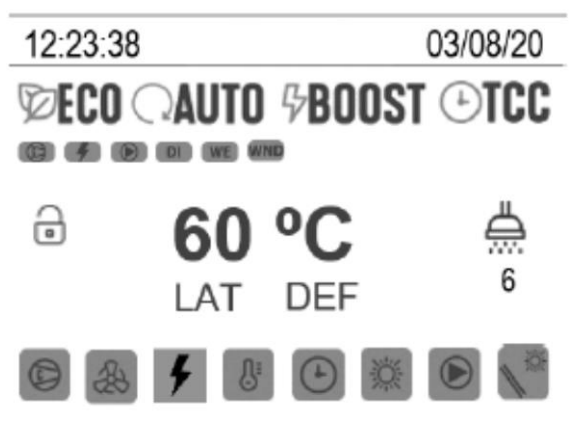 12:23:38 03/08/20
ECO AUTO BOOST TCC
DI WE WND
60 ºC
LAT DEF
6